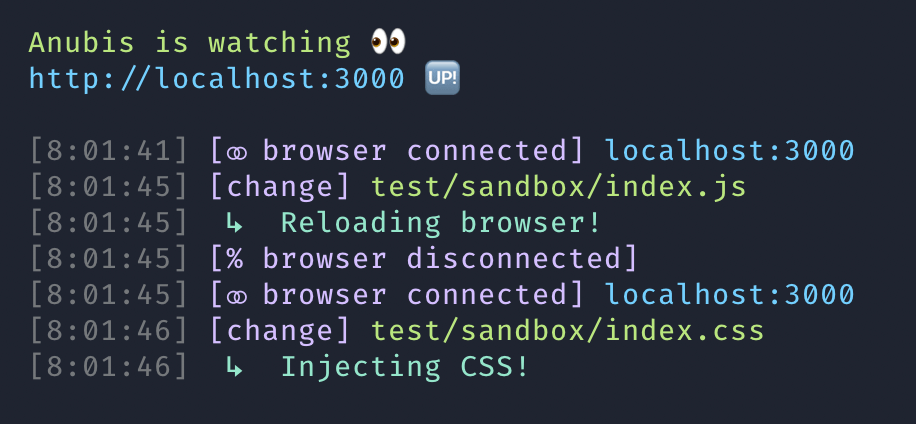 Anubis is watching 👀
http://localhost:3000 🆙
[8:01:41] [ꝏ browser connected] localhost:3000
[8:01:45] [change] test/sandbox/index.js
[8:01:45] ↳ Reloading browser!
[8:01:45] [% browser disconnected]
[8:01:45] [ꝏ browser connected] localhost:3000
[8:01:46] [change] test/sandbox/index.css
[8:01:46] ↳ Injecting CSS!